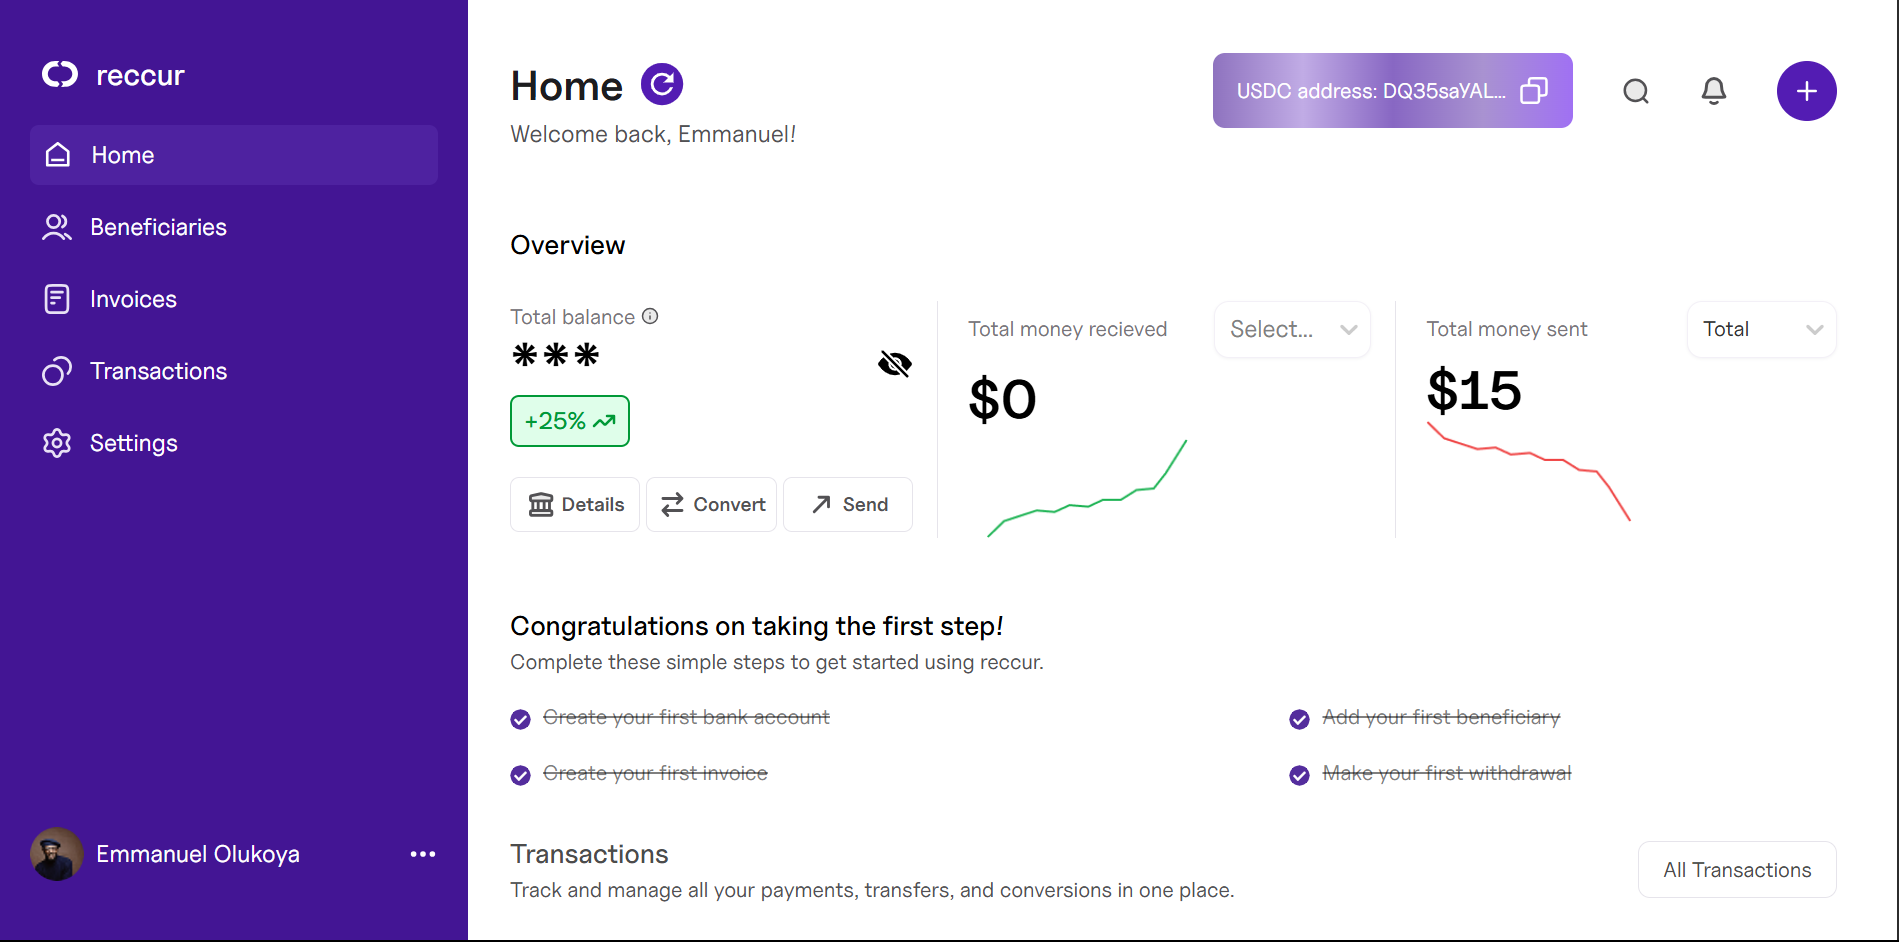 reccur
Home
Beneficiaries
Invoices
Transactions
Settings
Emmanuel Olukoya
Home
Welcome back, Emmanuel!
USDC address: DQ35saYAL...
Overview
Total balance
***
+25%
Details
Convert
Send
Total money recieved
Select...
$0
Total money sent
Total
$15
Congratulations on taking the first step!
Complete these simple steps to get started using reccur.
Create your first bank account
Add your first beneficiary
Create your first invoice
Make your first withdrawal
Transactions
Track and manage all your payments, transfers, and conversions in one place.
All Transactions